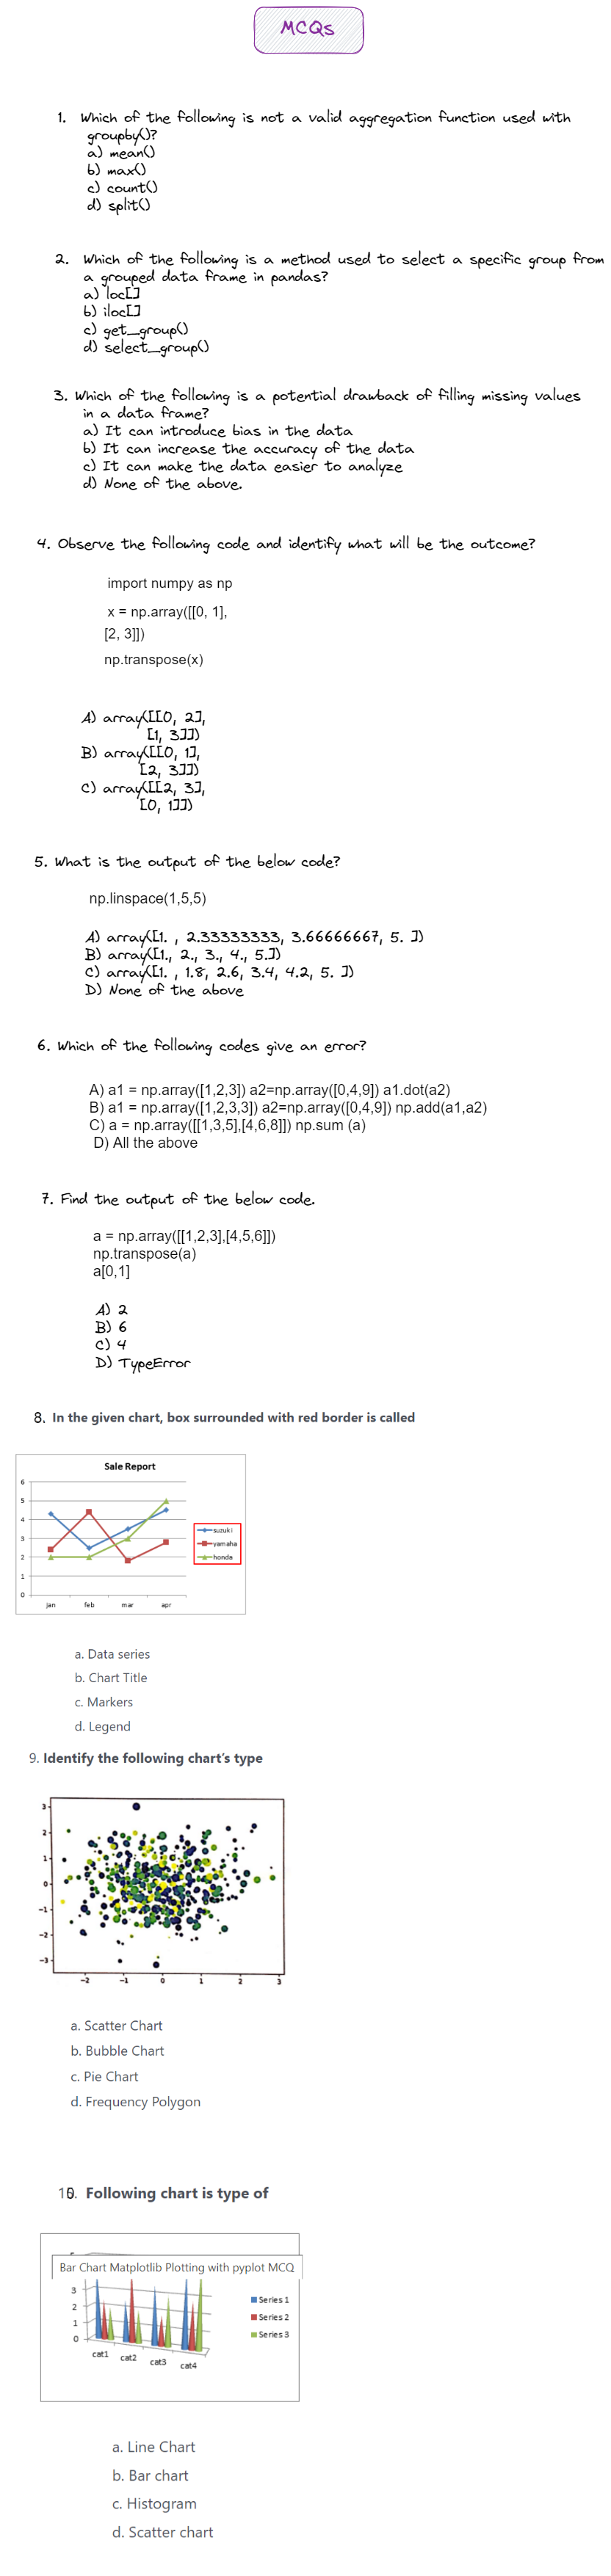 MCQs
1. Which of the following is not a valid aggregation function used with
groupby()?
a) mean()
b) max()
c) count()
d) split()
2. Which of the following is a method used to select a specific group from
a grouped data frame in pandas?
a) loc[]
b) iloc[]
c) get_group()
d) select_group()
3. Which of the following is a potential drawback of filling missing values
in a data frame?
a) It can introduce bias in the data
b) It can increase the accuracy of the data
c) It can make the data easier to analyze
d) None of the above.
4. Observe the following code and identify what will be the outcome?
import numpy as np
x = np.array([[0, 1],
[2, 3]])
np.transpose(x)
A) array([[0, 2],
[1, 3]])
B) array([[0, 1],
[2, 3]])
C) array([[2, 3],
[0, 1]])
5. What is the output of the below code?
np.linspace(1,5,5)
A) array([1. , 2.33333333, 3.66666667, 5. ])
B) array([1., 2., 3., 4., 5.])
C) array([1. , 1.8, 2.6, 3.4, 4.2, 5. ])
D) None of the above
6. Which of the following codes give an error?
A) a1 = np.array([1,2,3]) a2=np.array([0,4,9]) a1.dot(a2)
B) a1 = np.array([1,2,3,3]) a2=np.array([0,4,9]) np.add(a1,a2)
C) a = np.array([[1,3,5],[4,6,8]]) np.sum (a)
D) All the above
7. Find the output of the below code.
a = np.array([[1,2,3],[4,5,6]])
np.transpose(a)
a[0,1]
A) 2
B) 6
C) 4
D) TypeError
8. In the given chart, box surrounded with red border is called
Sale Report
6
5
4
3
2
1
0
jan feb mar apr
suzuki
yamaha
honda
a. Data series
b. Chart Title
c. Markers
d. Legend
9. Identify the following chart's type
3
2
1
0
-1
-2
-3
-2 -1 0 1 2 3
a. Scatter Chart
b. Bubble Chart
c. Pie Chart
d. Frequency Polygon
10. Following chart is type of
Bar Chart Matplotlib Plotting with pyplot MCQ
3
2
1
0
cat1 cat2 cat3 cat4
Series 1
Series 2
Series 3
a. Line Chart
b. Bar chart
c. Histogram
d. Scatter chart